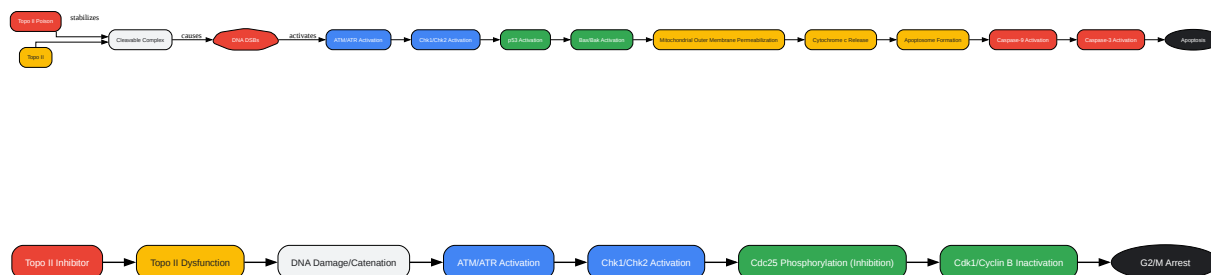 Topo II Poison
stabilizes
Topo II
Cleavable Complex
causes
DNA DSBs
activates
ATM/ATR Activation
Chk1/Chk2 Activation
p53 Activation
Bax/Bak Activation
Mitochondrial Outer Membrane Permeabilization
Cytochrome c Release
Apoptosome Formation
Caspase-9 Activation
Caspase-3 Activation
Apoptosis
Topo II Inhibitor
Topo II Dysfunction
DNA Damage/Catenation
ATM/ATR Activation
Chk1/Chk2 Activation
Cdc25 Phosphorylation (Inhibition)
Cdk1/Cyclin B Inactivation
G2/M Arrest